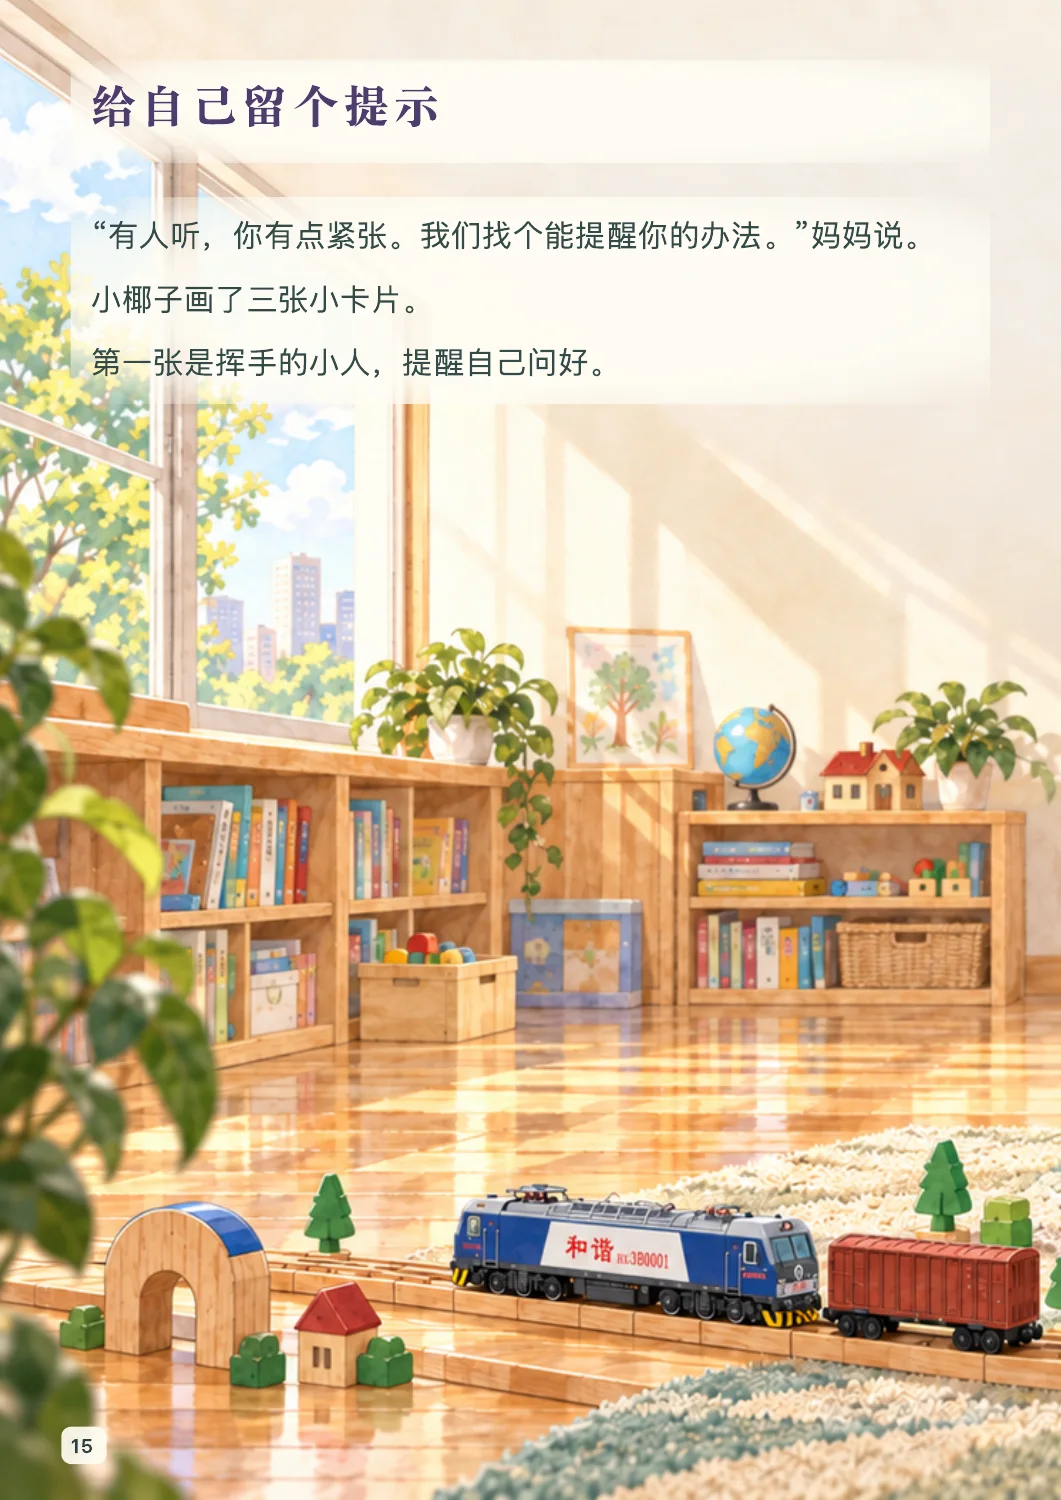 给自己留个提示
“有人听，你有点紧张。我们找个能提醒你的办法。”妈妈说。
小椰子画了三张小卡片。
第一张是挥手的小人，提醒自己问好。
和谐 HX 3B0001
15